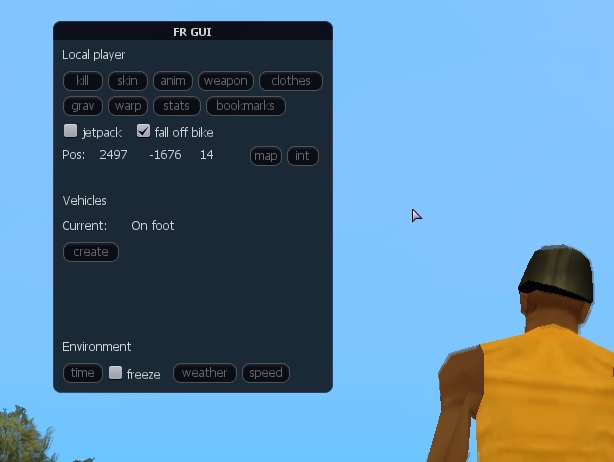 FR GUI
Local player
kill skin anim weapon clothes
grav warp stats bookmarks
jetpack fall off bike
Pos: 2497 -1676 14 map int
Vehicles
Current: On foot
create
Environment
time freeze weather speed